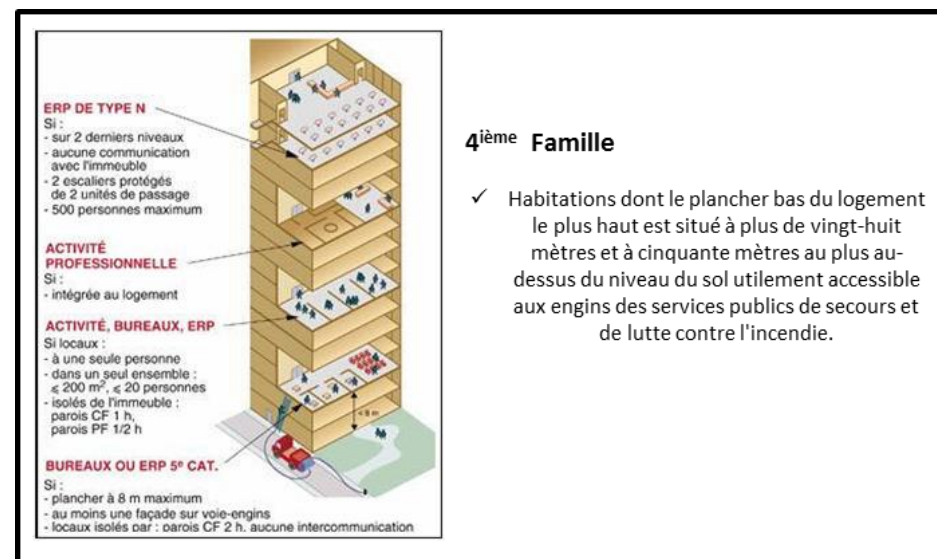 ERP DE TYPE N
Si :
- sur 2 derniers niveaux
- aucune communication
avec l'immeuble
- 2 escaliers protégés
de 2 unités de passage
- 500 personnes maximum
ACTIVITÉ
PROFESSIONNELLE
Si :
- intégrée au logement
ACTIVITÉ, BUREAUX, ERP
Si locaux :
- à une seule personne
- dans un seul ensemble :
⩽ 200 m², ⩽ 20 personnes
- isolés de l'immeuble :
parois CF 1 h,
parois PF 1/2 h
< 8 m
BUREAUX OU ERP 5e CAT.
Si :
- plancher à 8 m maximum
- au moins une façade sur voie-engins
- locaux isolés par : parois CF 2 h, aucune intercommunication
4ième Famille
✓ Habitations dont le plancher bas du logement
le plus haut est situé à plus de vingt-huit
mètres et à cinquante mètres au plus au-
dessus du niveau du sol utilement accessible
aux engins des services publics de secours et
de lutte contre l'incendie.